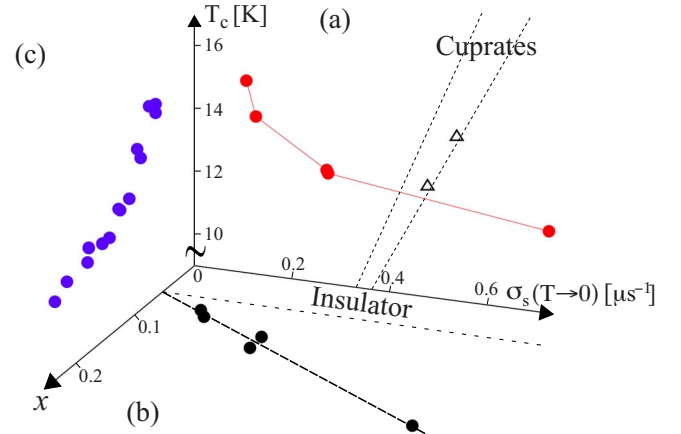 T_c [K]
(a)
16
Cuprates
(c)
14
12
10
0
0.2
0.4
0.6
σ_s(T→0) [μs⁻¹]
Insulator
0.1
0.2
x
(b)